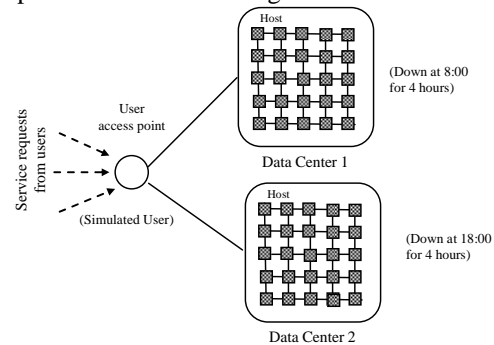 Host
(Down at 8:00
for 4 hours)
Data Center 1
User
access point
Service requests
from users
(Simulated User)
Host
(Down at 18:00
for 4 hours)
Data Center 2